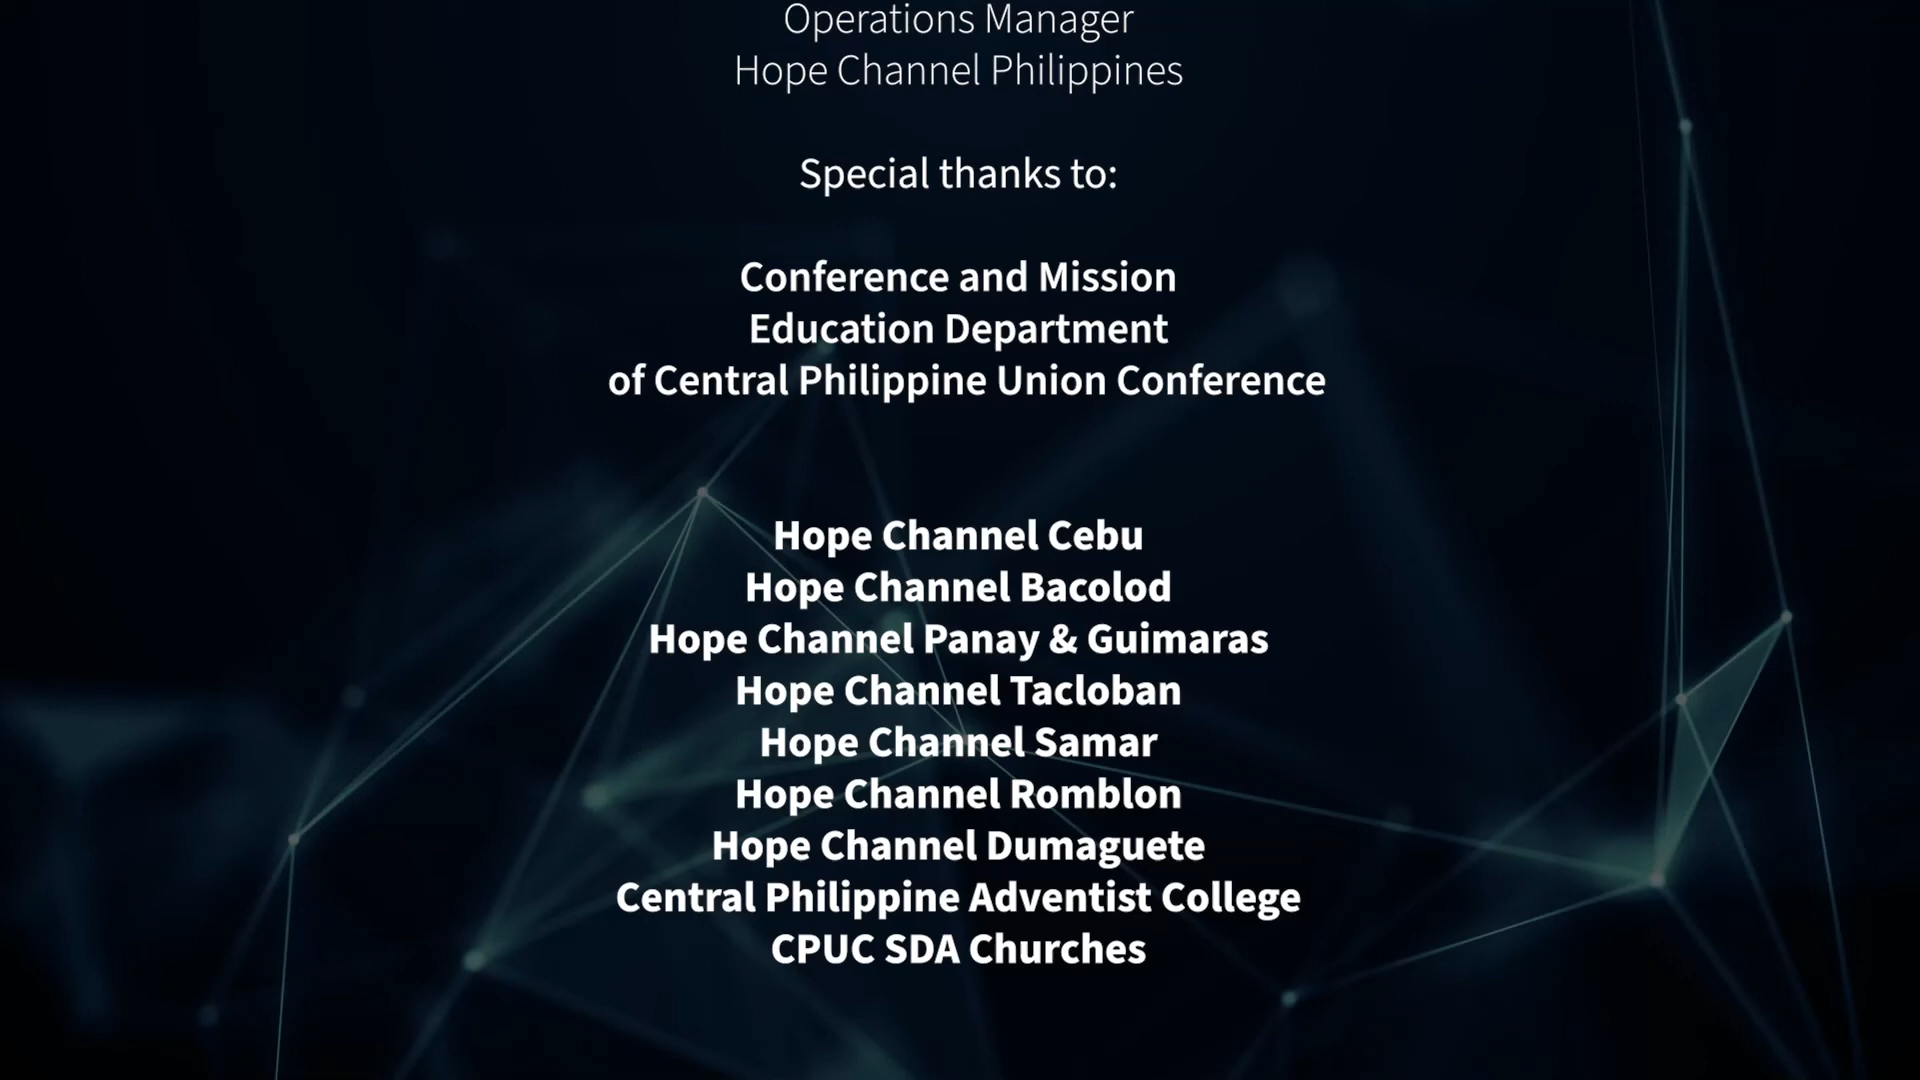 Operations Manager
Hope Channel Philippines
Special thanks to:
Conference and Mission
Education Department
of Central Philippine Union Conference
Hope Channel Cebu
Hope Channel Bacolod
Hope Channel Panay & Guimaras
Hope Channel Tacloban
Hope Channel Samar
Hope Channel Romblon
Hope Channel Dumaguete
Central Philippine Adventist College
CPUC SDA Churches